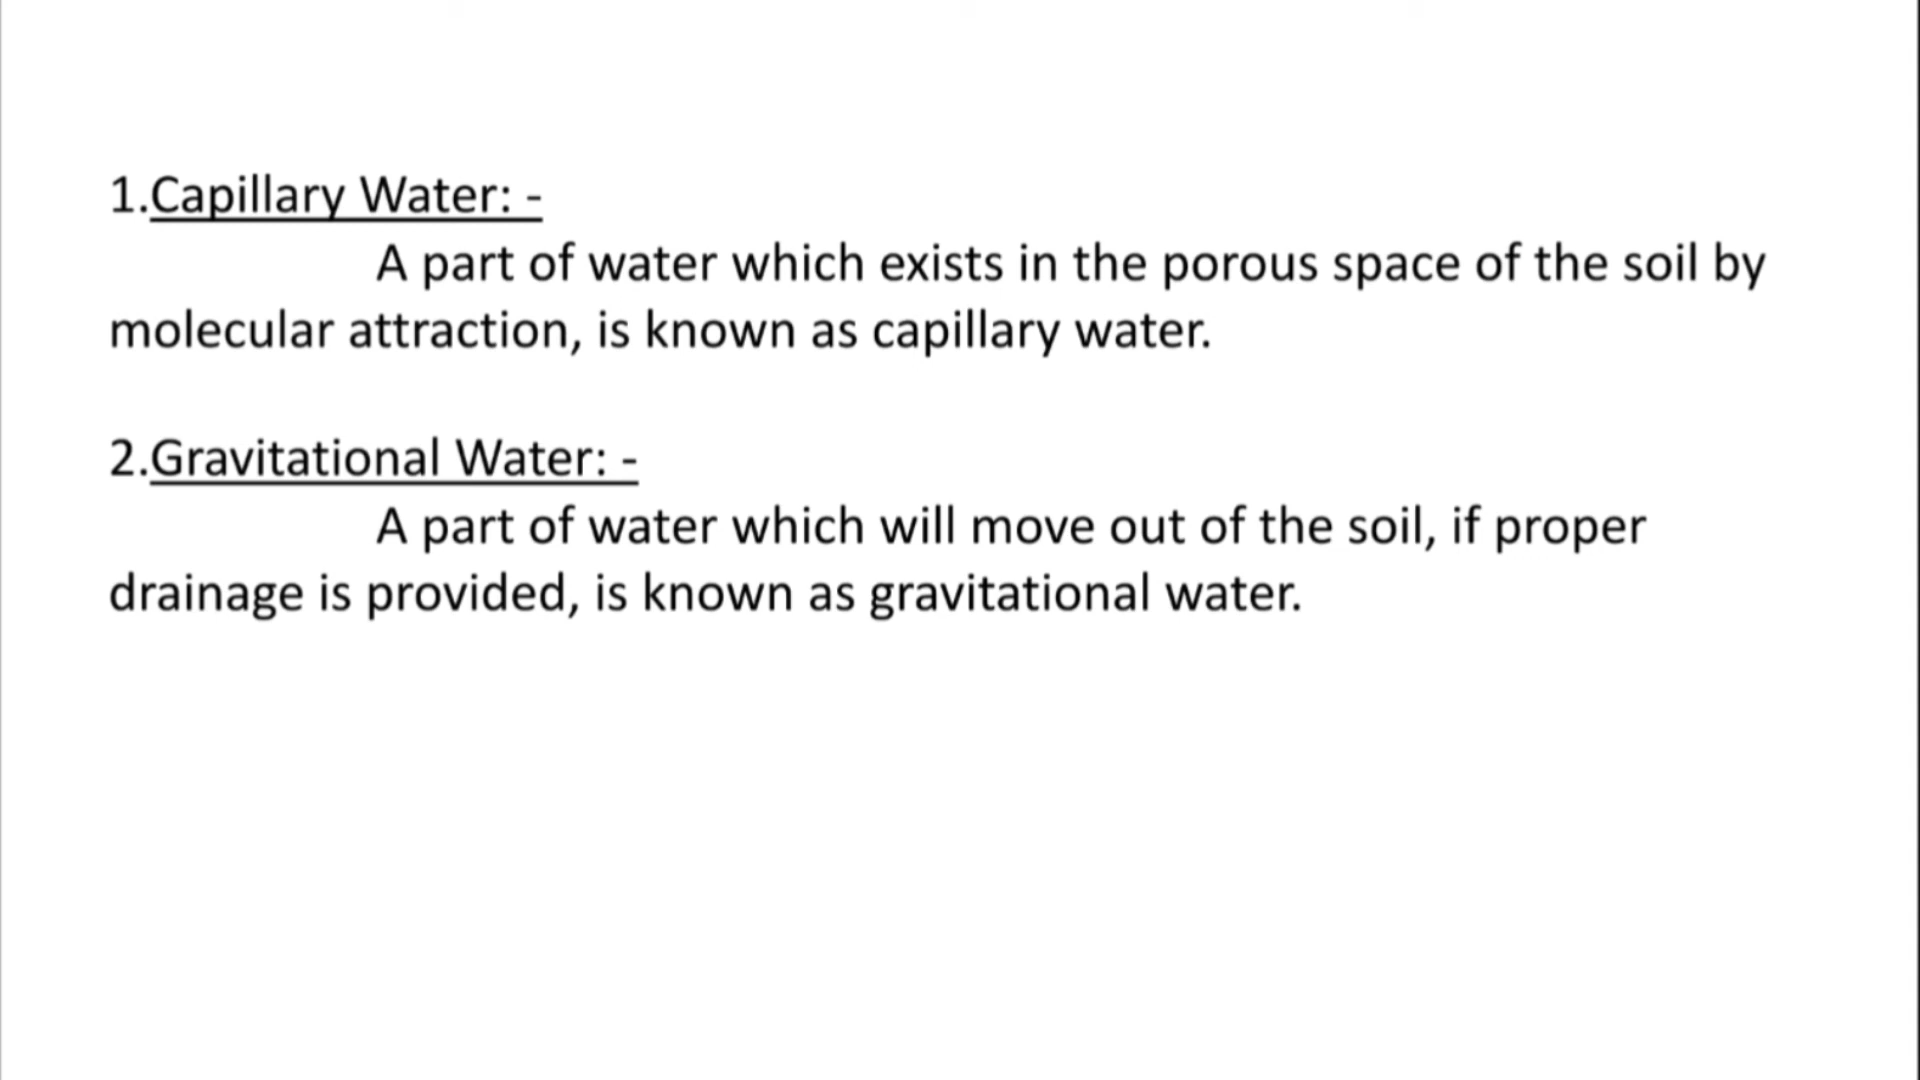 1.Capillary Water: -
A part of water which exists in the porous space of the soil by
molecular attraction, is known as capillary water.
2.Gravitational Water: -
A part of water which will move out of the soil, if proper
drainage is provided, is known as gravitational water.